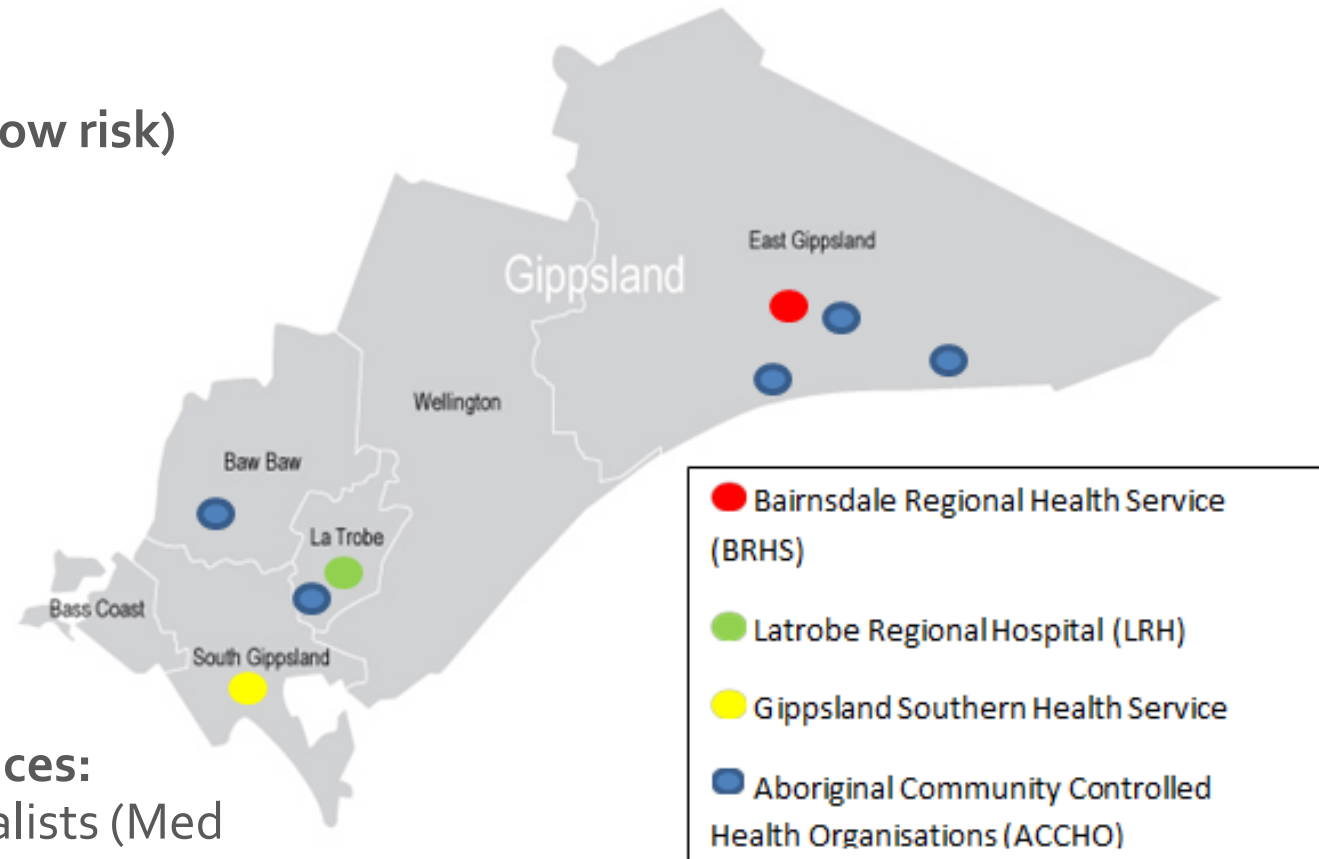 ow risk)
East Gippsland
Gippsland
Wellington
Baw Baw
La Trobe
Bass Coast
South Gippsland
Bairnsdale Regional Health Service
(BRHS)
Latrobe Regional Hospital (LRH)
Gippsland Southern Health Service
Aboriginal Community Controlled
Health Organisations (ACCHO)
ces:
alists (Med